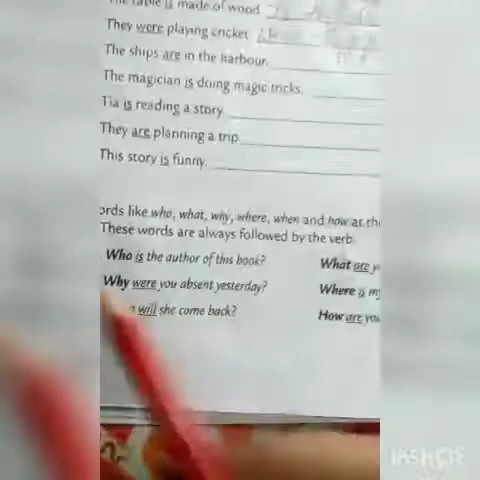 The table is made of wood
They were playing cricket
The ships are in the harbour.
The magician is doing magic tricks.
Tia is reading a story.
They are planning a trip.
This story is funny.
ords like who, what, why, where, when and how at th
These words are always followed by the verb.
Who is the author of this book? What are y
Why were you absent yesterday? Where is my
will she come back? How are you